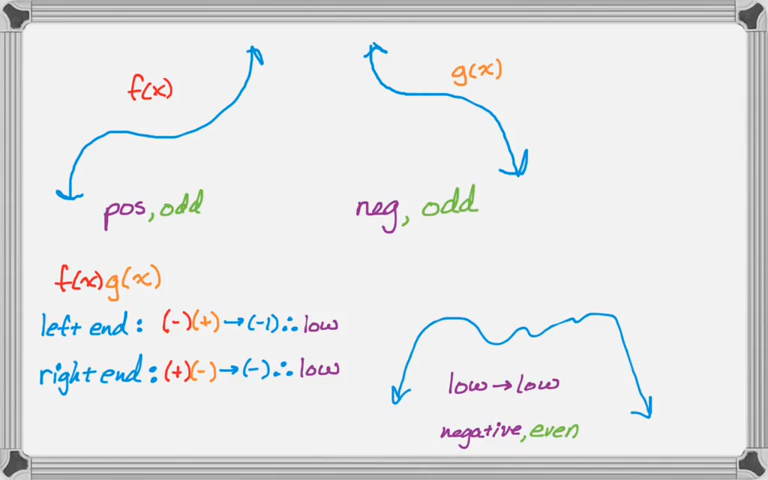 f(x)
g(x)
pos, odd
neg, odd
f(x)g(x)
left end: (-)(+)→(-1)∴low
right end: (+)(-)→(-)∴low
low→low
negative, even